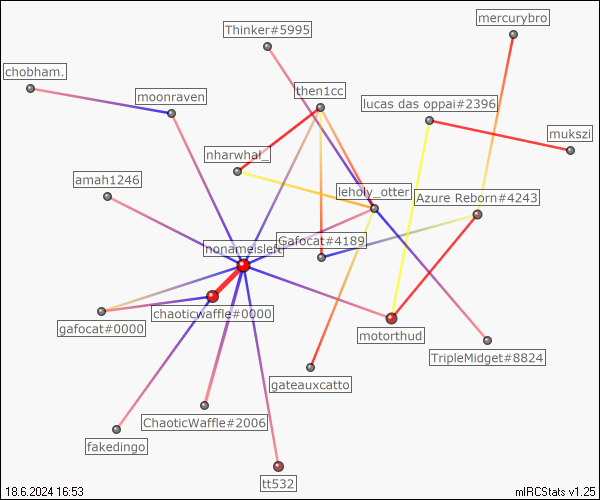 mercurybro
Thinker#5995
chobham.
then1cc
moonraven
lucas das oppai#2396
mukszi
nharwhal_
amah1246
leholy_otter
Azure Reborn#4243
Gafocat#4189
nonameisleft
chaoticwaffle#0000
gafocat#0000
motorthud
TripleMidget#8824
gateauxcatto
ChaoticWaffle#2006
fakedingo
tt532
18.6.2024 16:53
mIRCStats v1.25